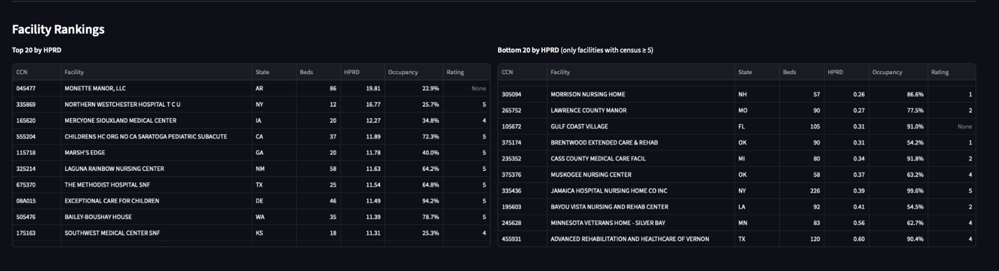 Facility Rankings
Top 20 by HPRD
CCN Facility State Beds HPRD Occupancy Rating
045477 MONETTE MANOR, LLC AR 86 19.81 22.9% None
335869 NORTHERN WESTCHESTER HOSPITAL T C U NY 12 16.77 25.7% 5
165620 MERCYONE SIOUXLAND MEDICAL CENTER IA 20 12.27 34.8% 4
555204 CHILDRENS HC ORG NO CA SARATOGA PEDIATRIC SUBACUTE CA 37 11.89 72.3% 5
115718 MARSH'S EDGE GA 20 11.78 40.0% 5
325214 LAGUNA RAINBOW NURSING CENTER NM 58 11.63 64.2% 5
675370 THE METHODIST HOSPITAL SNF TX 25 11.54 64.8% 5
08A015 EXCEPTIONAL CARE FOR CHILDREN DE 46 11.49 94.2% 5
505476 BAILEY-BOUSHAY HOUSE WA 35 11.39 78.7% 5
175163 SOUTHWEST MEDICAL CENTER SNF KS 18 11.31 25.3% 4
Bottom 20 by HPRD (only facilities with census ≥ 5)
CCN Facility State Beds HPRD Occupancy Rating
305094 MORRISON NURSING HOME NH 57 0.26 86.6% 1
265752 LAWRENCE COUNTY MANOR MO 90 0.27 77.5% 2
105672 GULF COAST VILLAGE FL 105 0.31 91.0% None
375174 BRENTWOOD EXTENDED CARE & REHAB OK 90 0.31 54.2% 1
235352 CASS COUNTY MEDICAL CARE FACIL MI 80 0.34 91.8% 2
375376 MUSKOGEE NURSING CENTER OK 58 0.37 63.2% 4
335436 JAMAICA HOSPITAL NURSING HOME CO INC NY 226 0.39 99.6% 5
195603 BAYOU VISTA NURSING AND REHAB CENTER LA 92 0.41 54.5% 2
245628 MINNESOTA VETERANS HOME - SILVER BAY MN 83 0.56 62.7% 4
455931 ADVANCED REHABILITATION AND HEALTHCARE OF VERNON TX 120 0.60 90.4% 4